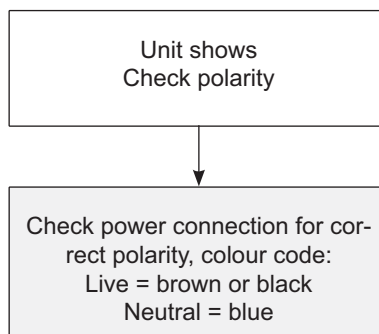 Unit shows
Check polarity
Check power connection for cor-
rect polarity, colour code:
Live = brown or black
Neutral = blue